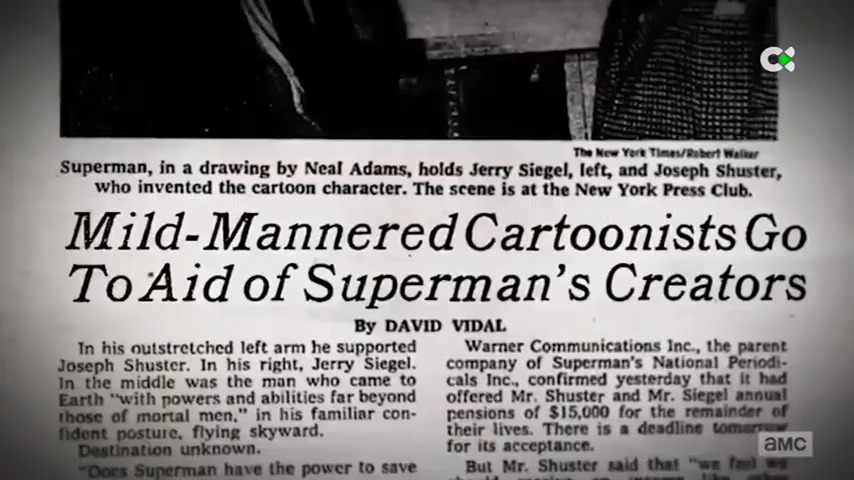 The New York Times/Robert Walker
Superman, in a drawing by Neal Adams, holds Jerry Siegel, left, and Joseph Shuster,
who invented the cartoon character. The scene is at the New York Press Club.
Mild-Mannered Cartoonists Go
To Aid of Superman's Creators
By DAVID VIDAL
In his outstretched left arm he supported
Joseph Shuster. In his right, Jerry Siegel.
In the middle was the man who came to
Earth "with powers and abilities far beyond
those of mortal men," in his familiar con-
fident posture, flying skyward.
Destination unknown.
"Does Superman have the power to save
Warner Communications Inc., the parent
company of Superman's National Periodi-
cals Inc., confirmed yesterday that it had
offered Mr. Shuster and Mr. Siegel annual
pensions of $15,000 for the remainder of
their lives. There is a deadline tomorrow
for its acceptance.
But Mr. Shuster said that "we feel we
aMC